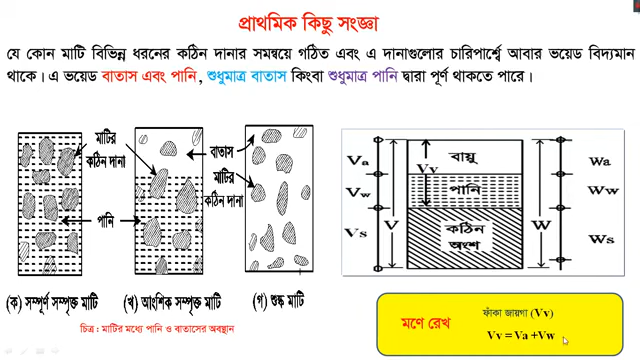 প্রাথমিক কিছু সংজ্ঞা
যে কোন মাটি বিভিন্ন ধরনের কঠিন দানার সমন্বয়ে গঠিত এবং এ দানাগুলোর চারিপার্শ্বে আবার ভয়েড বিদ্যমান
থাকে। এ ভয়েড বাতাস এবং পানি, শুধুমাত্র বাতাস কিংবা শুধুমাত্র পানি দ্বারা পূর্ণ থাকতে পারে।
মাটির
কঠিন দানা
পানি
বাতাস
মাটির
কঠিন দানা
(ক) সম্পূর্ণ সম্পৃক্ত মাটি
(খ) আংশিক সম্পৃক্ত মাটি
(গ) শুষ্ক মাটি
চিত্র : মাটির মধ্যে পানি ও বাতাসের অবস্থান
Va
Vw
Vs
V
Vv
বায়ু
পানি
কঠিন
অংশ
W
Wa
Ww
Ws
মণে রেখ
ফাঁকা জায়গা (Vv)
Vv = Va +Vw